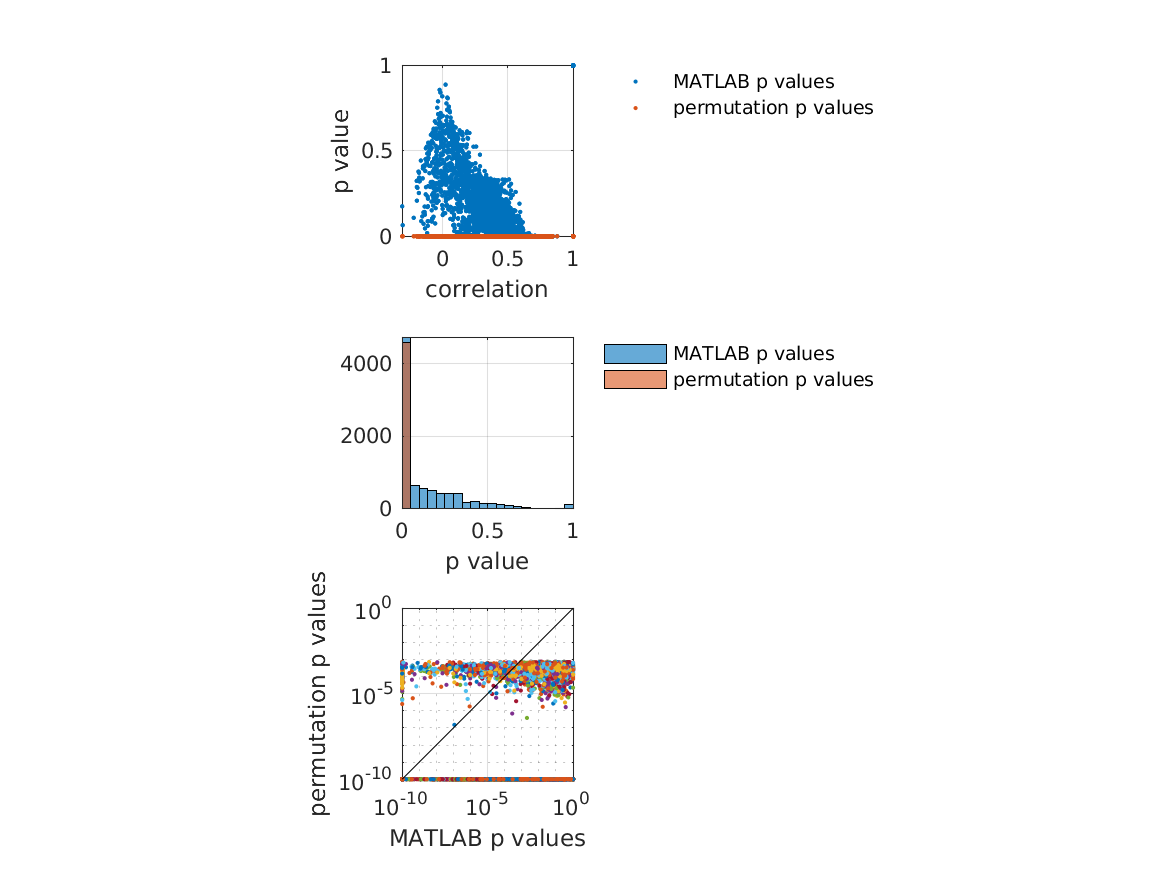 1
0.5
0
0
0.5
1
p value
correlation
MATLAB p values
permutation p values
4000
2000
0
0
0.5
1
p value
MATLAB p values
permutation p values
10^0
10^-5
10^-10
10^-10
10^-5
10^0
permutation p values
MATLAB p values